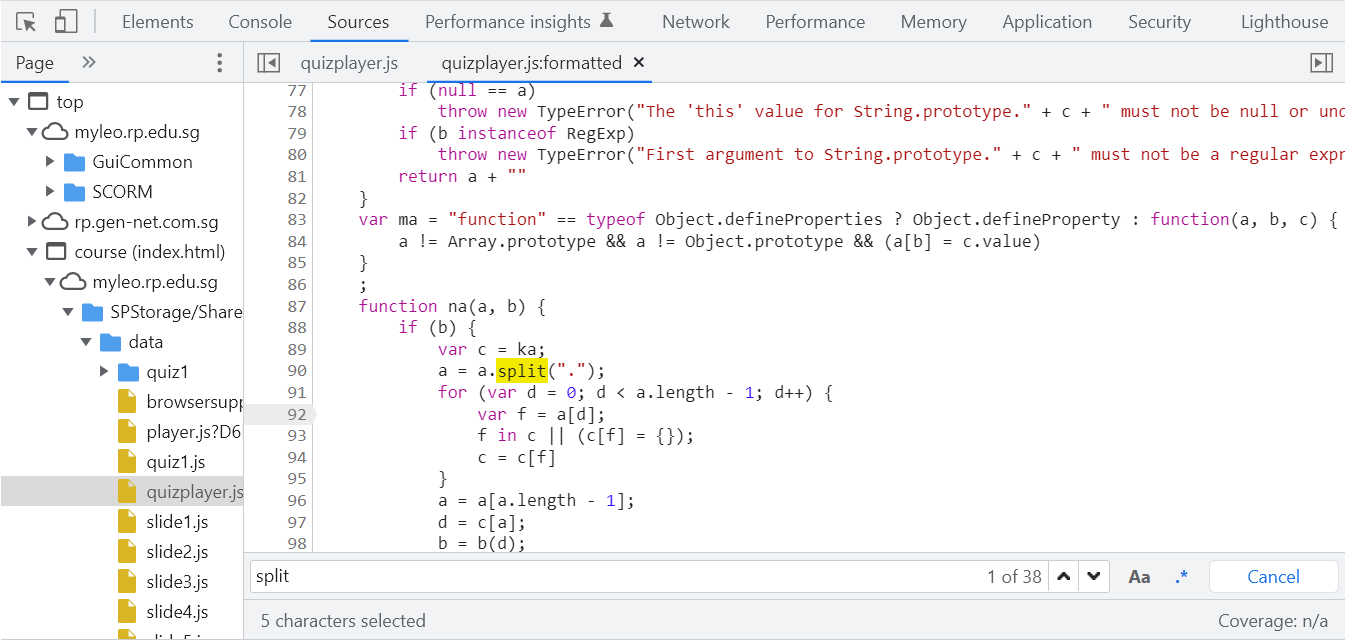 Elements Console Sources Performance insights Network Performance Memory Application Security Lighthouse
Page » quizplayer.js quizplayer.js:formatted ×
top
myleo.rp.edu.sg
GuiCommon
SCORM
rp.gen-net.com.sg
course (index.html)
myleo.rp.edu.sg
SPStorage/Share
data
quiz1
browsersupp
player.js?D6
quiz1.js
quizplayer.js
slide1.js
slide2.js
slide3.js
slide4.js
77 if (null == a)
78 throw new TypeError("The 'this' value for String.prototype." + c + " must not be null or und
79 if (b instanceof RegExp)
80 throw new TypeError("First argument to String.prototype." + c + " must not be a regular expr
81 return a + ""
82 }
83 var ma = "function" == typeof Object.defineProperties ? Object.defineProperty : function(a, b, c) {
84 a != Array.prototype && a != Object.prototype && (a[b] = c.value)
85 }
86 ;
87 function na(a, b) {
88 if (b) {
89 var c = ka;
90 a = a.split(".");
91 for (var d = 0; d < a.length - 1; d++) {
92 var f = a[d];
93 f in c || (c[f] = {});
94 c = c[f]
95 }
96 a = a[a.length - 1];
97 d = c[a];
98 b = b(d);
split 1 of 38 Aa .* Cancel
5 characters selected Coverage: n/a